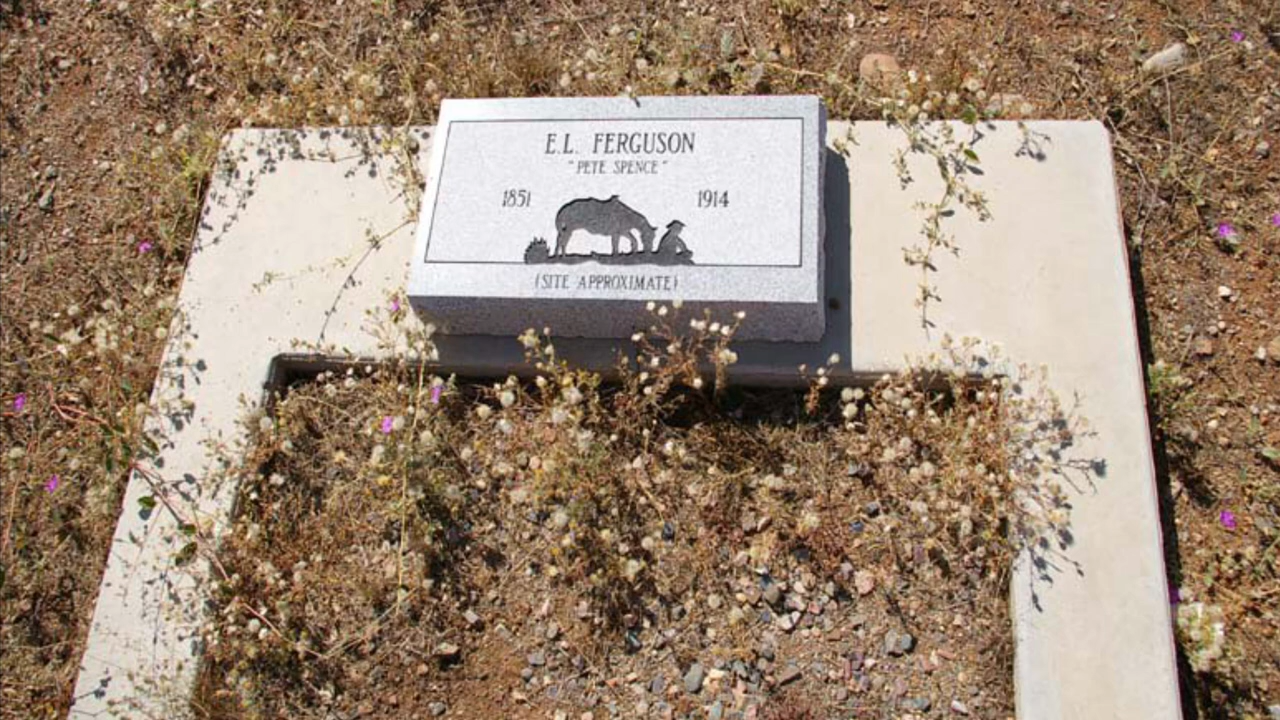 E.L. FERGUSON
"PETE SPENCE"
1851 1914
(SITE APPROXIMATE)